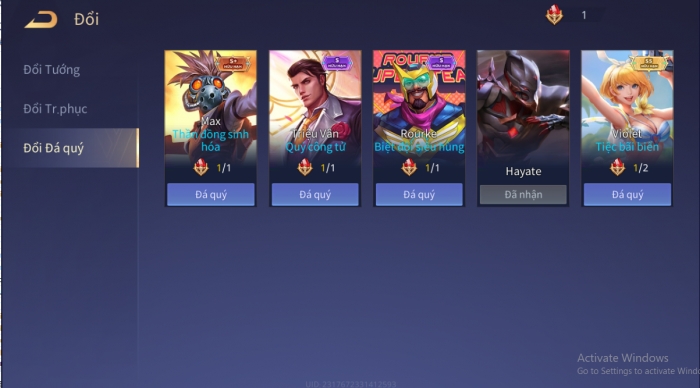 Đổi
1
Đổi Tướng
Đổi Tr.phục
Đổi Đá quý
S+
HỮU HẠN
Max
Thần đồng sinh
hóa
1/1
Đá quý
S
HỮU HẠN
Triệu Vân
Quý công tử
1/1
Đá quý
ROURKE
SUPER TEA
S
HỮU HẠN
Rourke
Biệt đội siêu hùng
1/1
Đá quý
Hayate
Đã nhận
SS
HỮU HẠN
Violet
Tiệc bãi biển
1/2
Đá quý
Activate Windows
Go to Settings to activate Wind